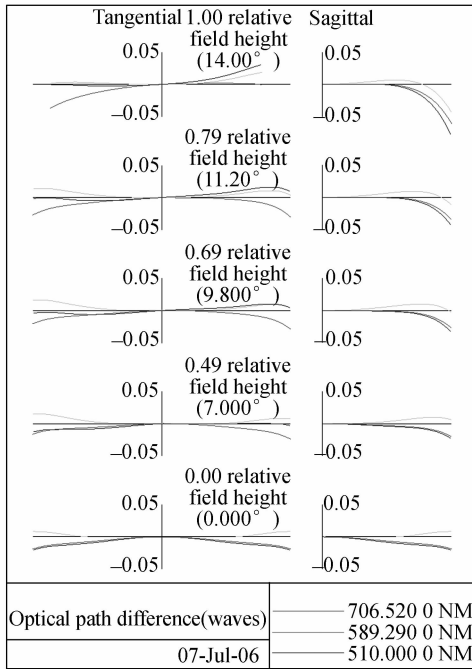 Tangential 1.00 relative field height (14.00° ) Sagittal
0.05 0.05
–0.05 –0.05
0.79 relative field height (11.20° )
0.05 0.05
–0.05 –0.05
0.69 relative field height (9.800° )
0.05 0.05
–0.05 –0.05
0.49 relative field height (7.000° )
0.05 0.05
–0.05 –0.05
0.00 relative field height (0.000° )
0.05 0.05
–0.05 –0.05
Optical path difference(waves)
07-Jul-06
706.520 0 NM
589.290 0 NM
510.000 0 NM